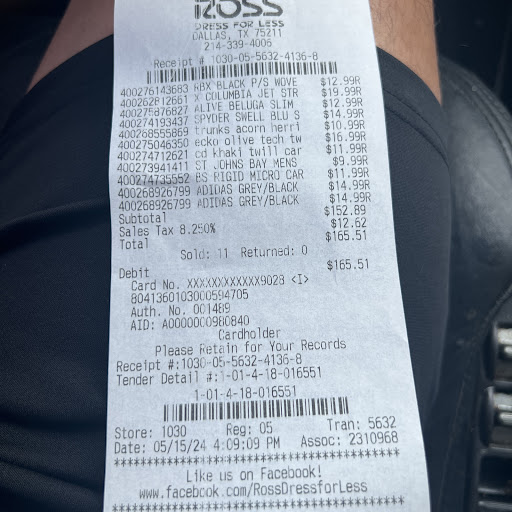 ROSS
DRESS FOR LESS
DALLAS, TX 75211
214-339-4006
Receipt # 1030-05-5632-4136-8
400276143683 RBX BLACK P/S WOVE $12.99R
400262812661 X COLUMBIA JET STR $19.99R
400275876827 ALIVE BELUGA SLIM $12.99R
400274193437 SPYDER SWELL BLU S $14.99R
400268555869 trunks acorn herri $10.99R
400275046350 ecko olive tech tw $16.99R
400274712621 cd khaki twill car $11.99R
400273941411 ST JOHNS BAY MENS $9.99R
400274735552 BS RIGID MICRO CAR $11.99R
400268926799 ADIDAS GREY/BLACK $14.99R
400268926799 ADIDAS GREY/BLACK $14.99R
Subtotal $152.89
Sales Tax 8.250% $12.62
Total $165.51
Sold: 11 Returned: 0
Debit $165.51
Card No. XXXXXXXXXXXX9028 <I>
8041360103000594705
Auth. No. 001489
AID: A0000000980840
Cardholder
Please Retain for Your Records
Receipt #:1030-05-5632-4136-8
Tender Detail #:1-01-4-18-016551
1-01-4-18-016551
Store: 1030 Reg: 05 Tran: 5632
Date: 05/15/24 4:09:09 PM Assoc: 2310968
****************************************
Like us on Facebook!
www.facebook.com/RossDressforLess
****************************************